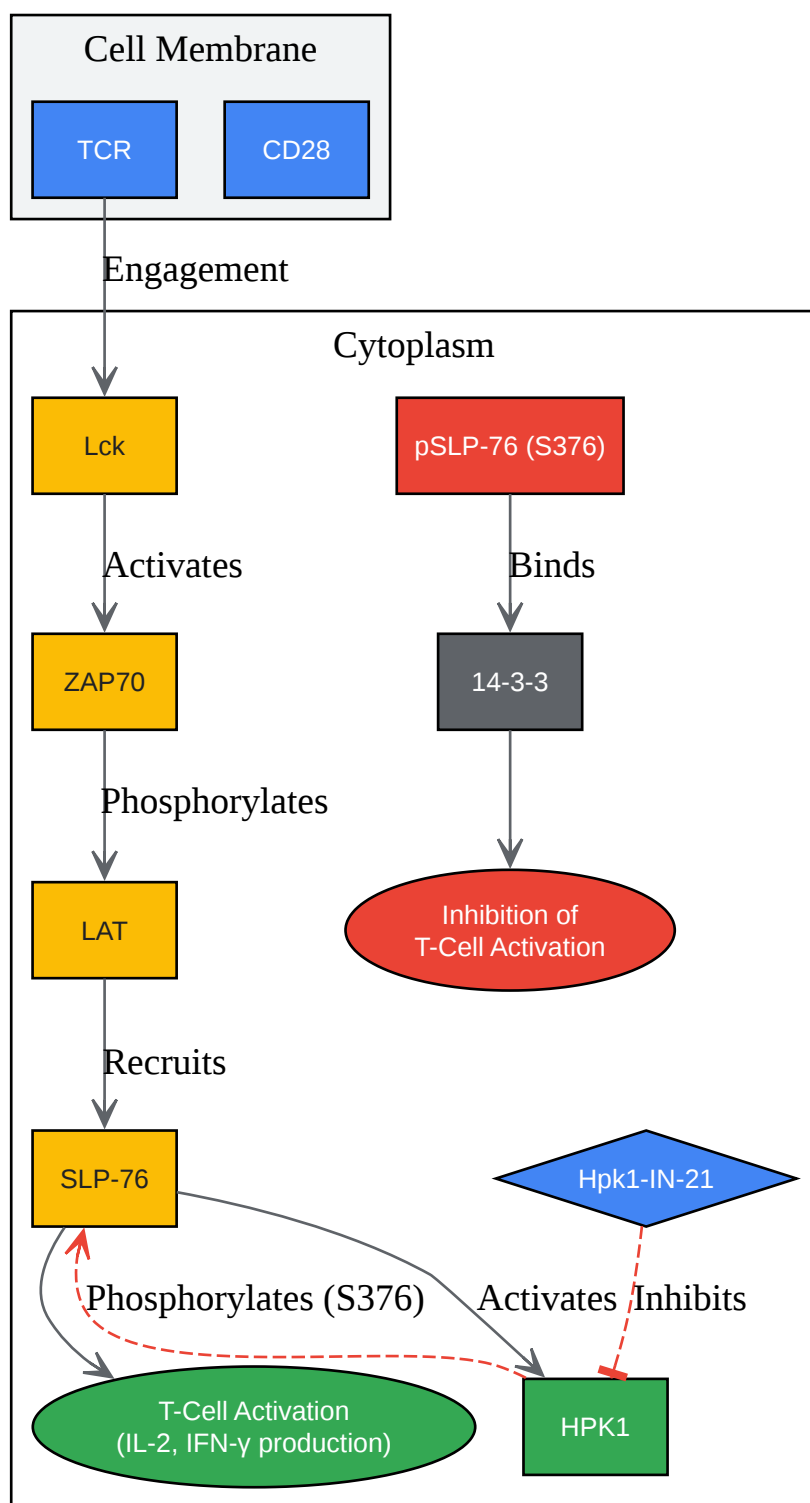 Cell Membrane
TCR
CD28
Engagement
Cytoplasm
Lck
pSLP-76 (S376)
Activates
Binds
ZAP70
14-3-3
Phosphorylates
LAT
Inhibition of
T-Cell Activation
Recruits
SLP-76
Hpk1-IN-21
Phosphorylates (S376)
Activates
Inhibits
T-Cell Activation
(IL-2, IFN-γ production)
HPK1